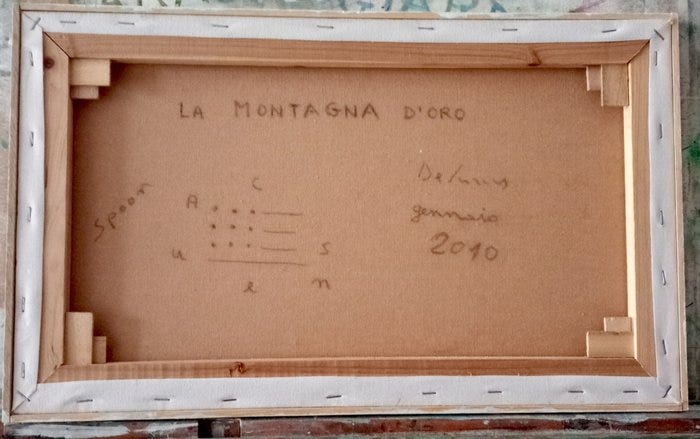 LA MONTAGNA D'ORO
spoor
A C
u e s n
gennaio
2010